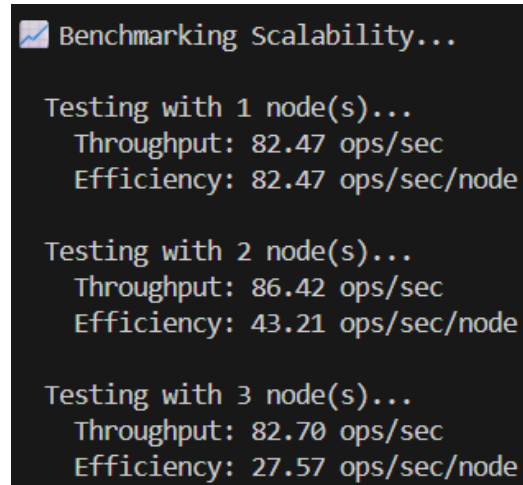 📈 Benchmarking Scalability...
Testing with 1 node(s)...
Throughput: 82.47 ops/sec
Efficiency: 82.47 ops/sec/node
Testing with 2 node(s)...
Throughput: 86.42 ops/sec
Efficiency: 43.21 ops/sec/node
Testing with 3 node(s)...
Throughput: 82.70 ops/sec
Efficiency: 27.57 ops/sec/node